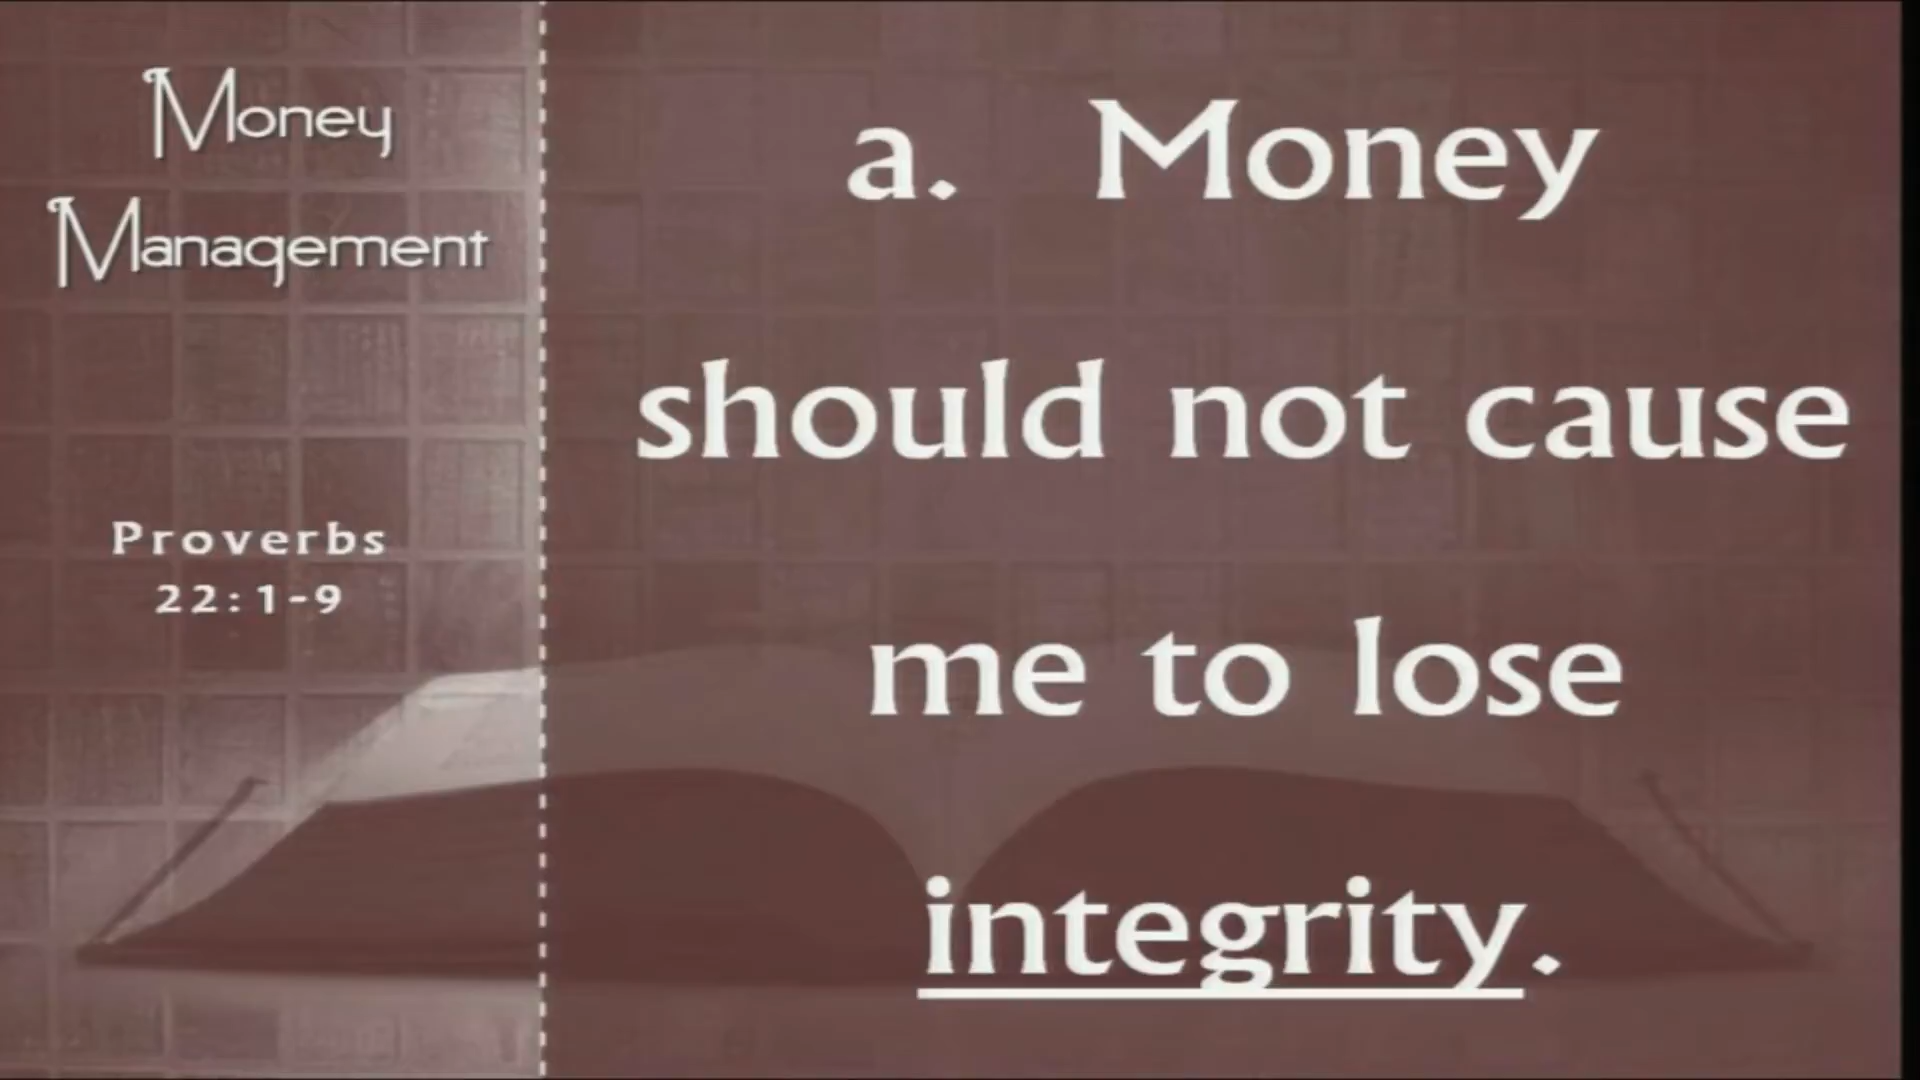 Money
Management
Proverbs
22:1-9
a. Money
should not cause
me to lose
integrity.